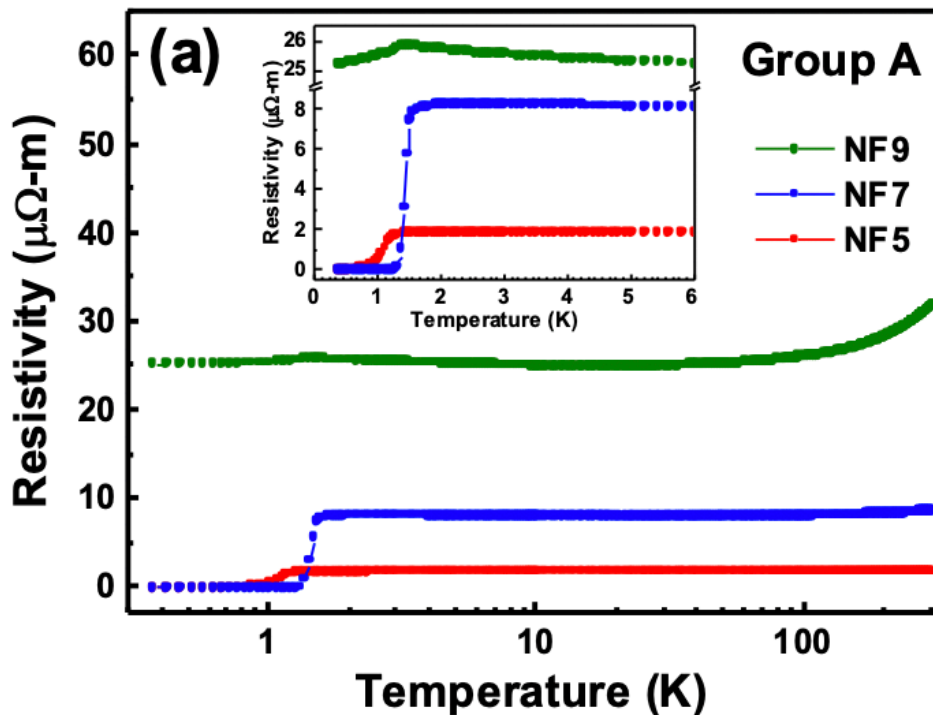 (a)
Group A
NF9
NF7
NF5
Resistivity (μΩ-m)
60
50
40
30
20
10
0
1
10
100
Temperature (K)
Resistivity (μΩ-m)
26
25
8
6
4
2
0
0
1
2
3
4
5
6
Temperature (K)